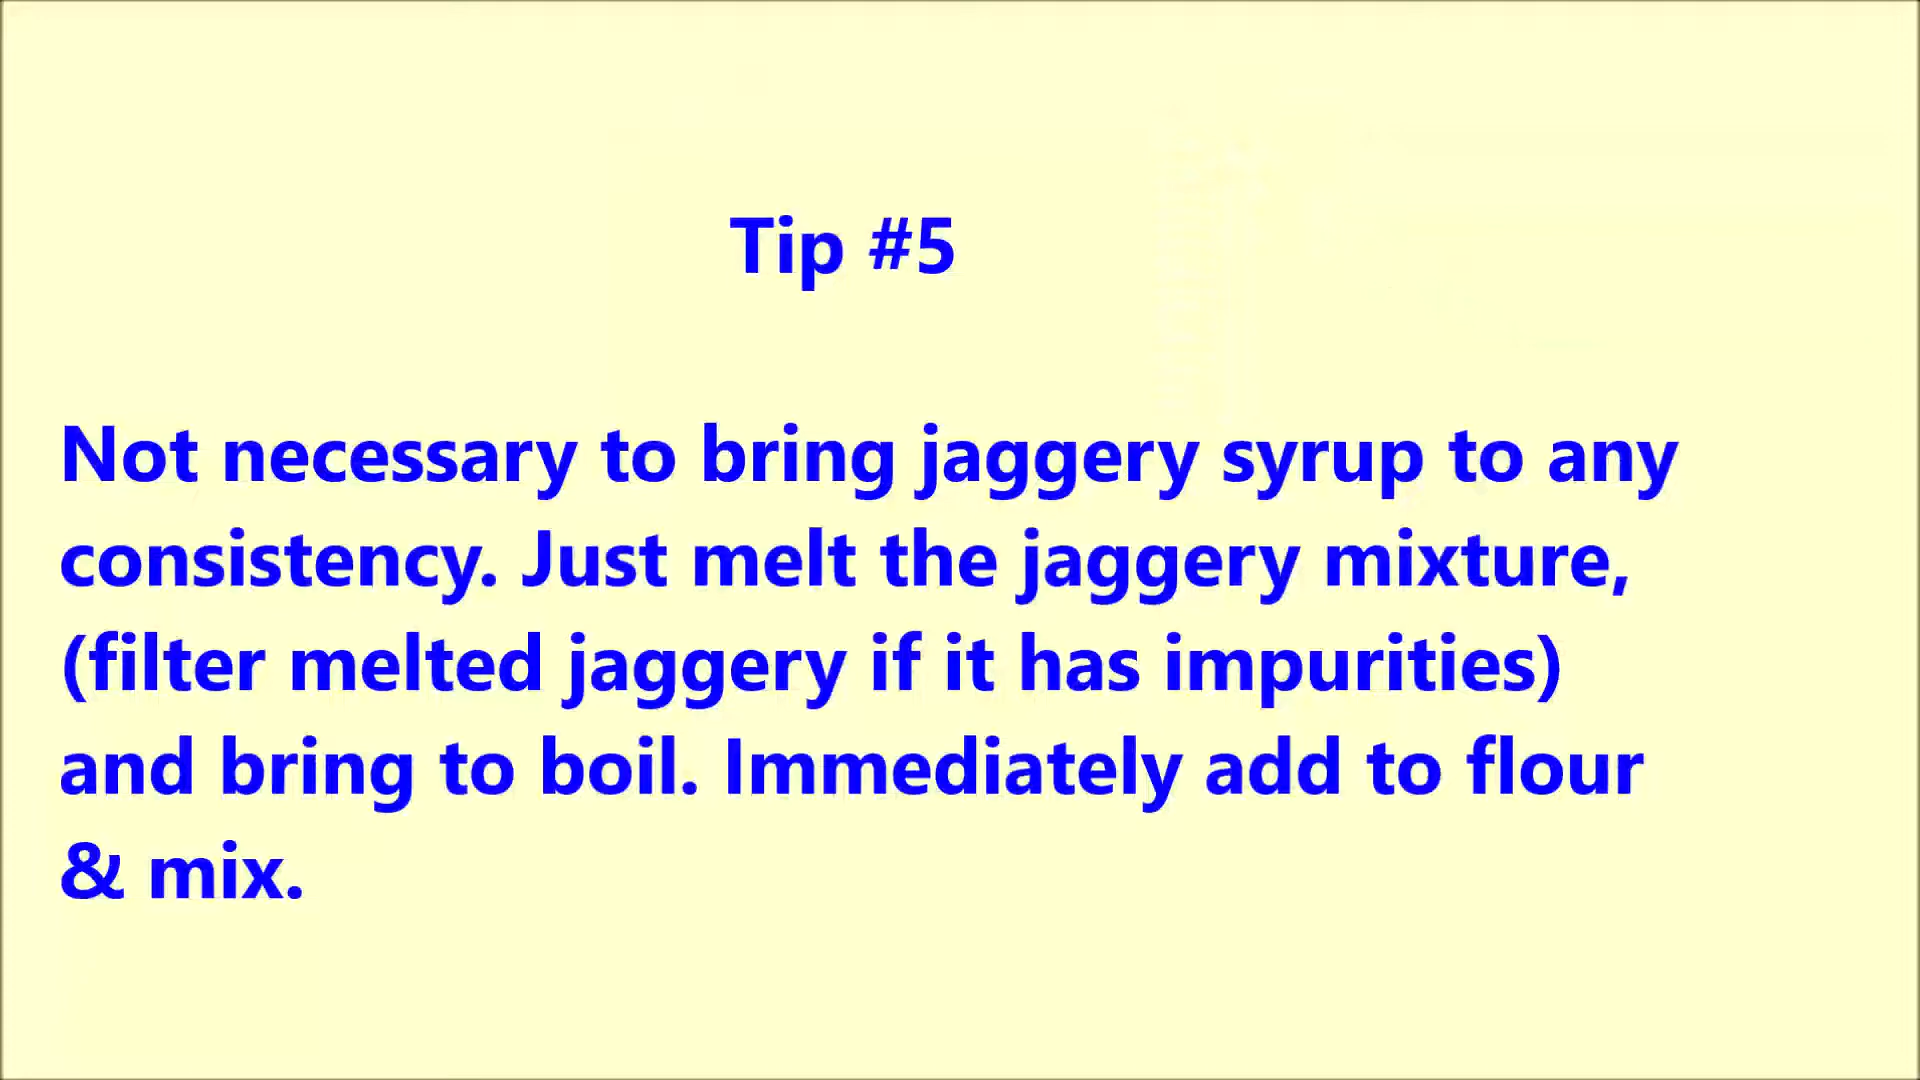 Tip #5
Not necessary to bring jaggery syrup to any
consistency. Just melt the jaggery mixture,
(filter melted jaggery if it has impurities)
and bring to boil. Immediately add to flour
& mix.